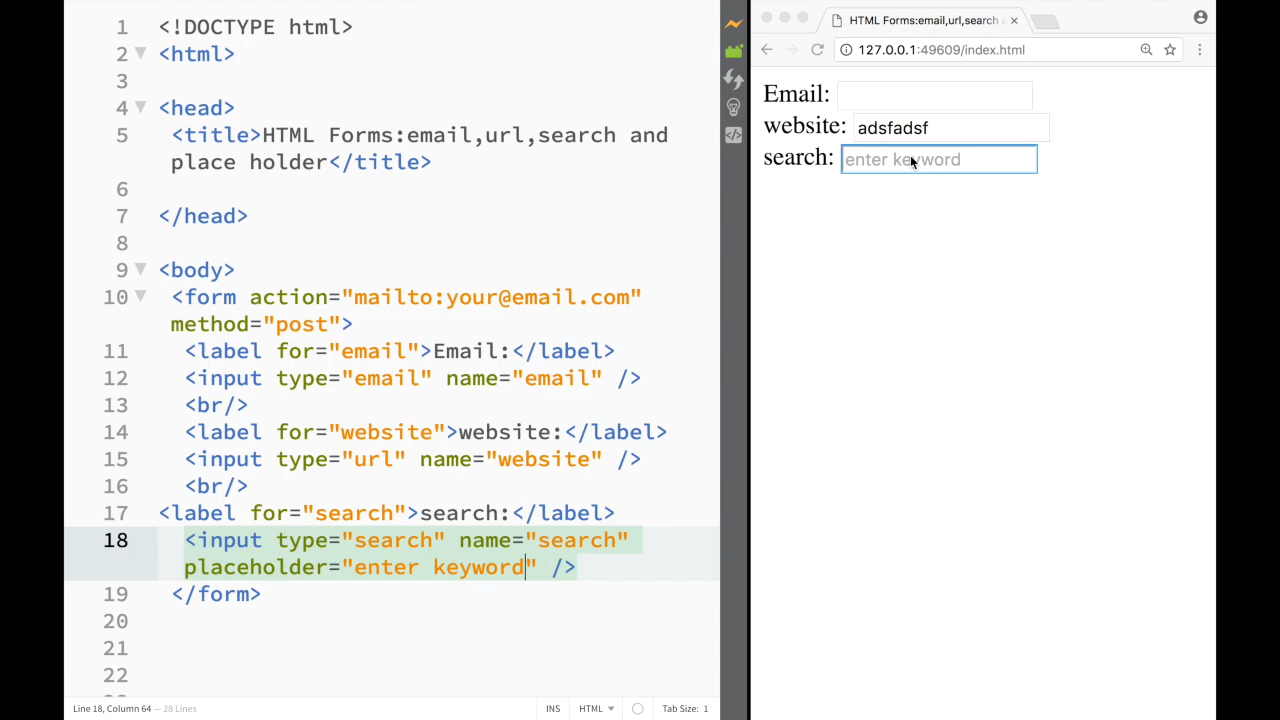 1 <!DOCTYPE html>
2 <html>
3
4 <head>
5 <title>HTML Forms:email,url,search and
place holder</title>
6
7 </head>
8
9 <body>
10 <form action="mailto:your@email.com"
method="post">
11 <label for="email">Email:</label>
12 <input type="email" name="email" />
13 <br/>
14 <label for="website">website:</label>
15 <input type="url" name="website" />
16 <br/>
17 <label for="search">search:</label>
18 <input type="search" name="search"
placeholder="enter keyword" />
19 </form>
20
21
22
Line 18, Column 64 — 28 Lines
INS
HTML
Tab Size: 1
HTML Forms:email,url,search
127.0.0.1:49609/index.html
Email:
website: adsfadsf
search: enter keyword